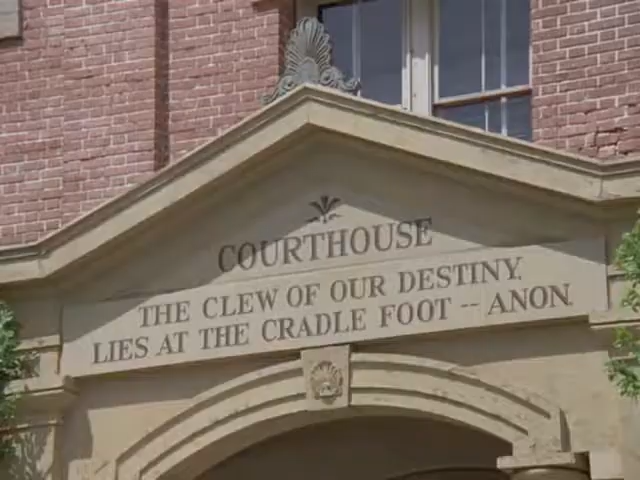 COURTHOUSE
THE CLEW OF OUR DESTINY.
LIES AT THE CRADLE FOOT -- ANON.